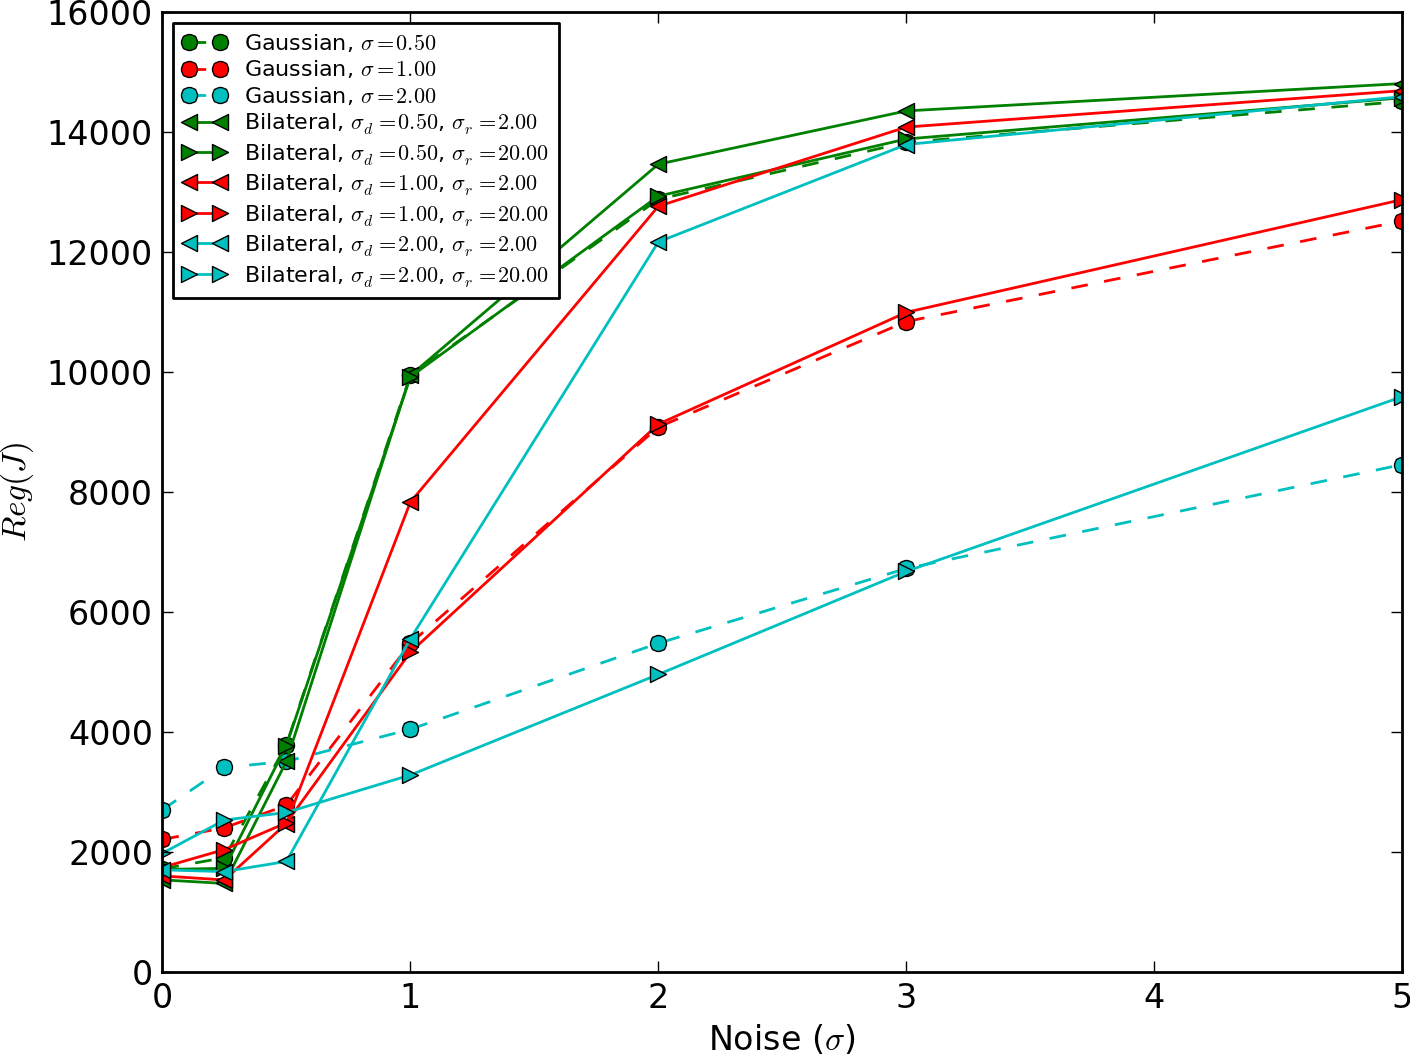 16000
14000
12000
10000
8000
6000
4000
2000
0
Reg(J)
Gaussian, σ=0.50
Gaussian, σ=1.00
Gaussian, σ=2.00
Bilateral, σ_d=0.50, σ_r=2.00
Bilateral, σ_d=0.50, σ_r=20.00
Bilateral, σ_d=1.00, σ_r=2.00
Bilateral, σ_d=1.00, σ_r=20.00
Bilateral, σ_d=2.00, σ_r=2.00
Bilateral, σ_d=2.00, σ_r=20.00
0 1 2 3 4 5
Noise (σ)